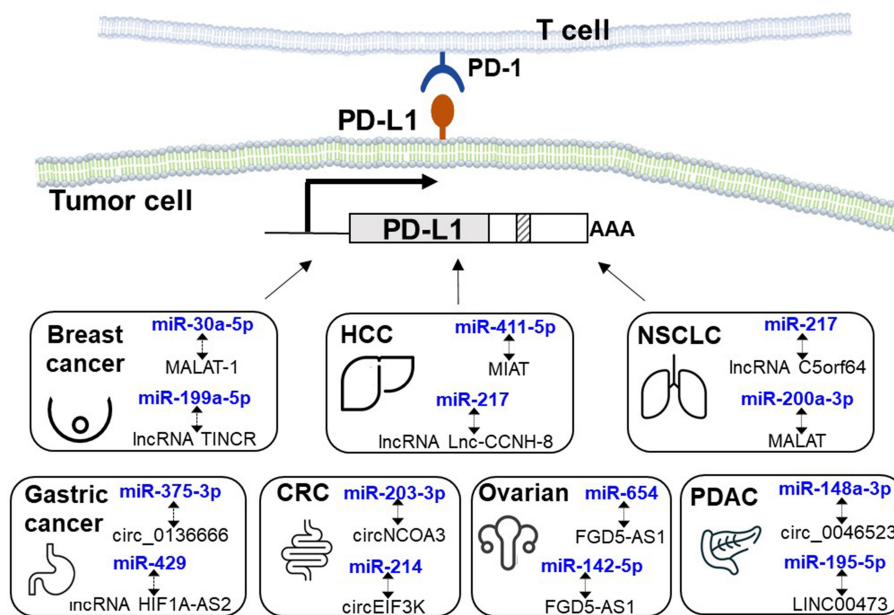 T cell
PD-1
PD-L1
Tumor cell
PD-L1
AAA
Breast
cancer
miR-30a-5p
MALAT-1
miR-199a-5p
lncRNA TINCR
HCC
miR-411-5p
MIAT
miR-217
lncRNA Lnc-CCNH-8
NSCLC
miR-217
lncRNA C5orf64
miR-200a-3p
MALAT
Gastric
cancer
miR-375-3p
circ_0136666
miR-429
lncRNA HIF1A-AS2
CRC
miR-203-3p
circNCOA3
miR-214
circEIF3K
Ovarian
miR-654
FGD5-AS1
miR-142-5p
FGD5-AS1
PDAC
miR-148a-3p
circ_0046523
miR-195-5p
LINC00473